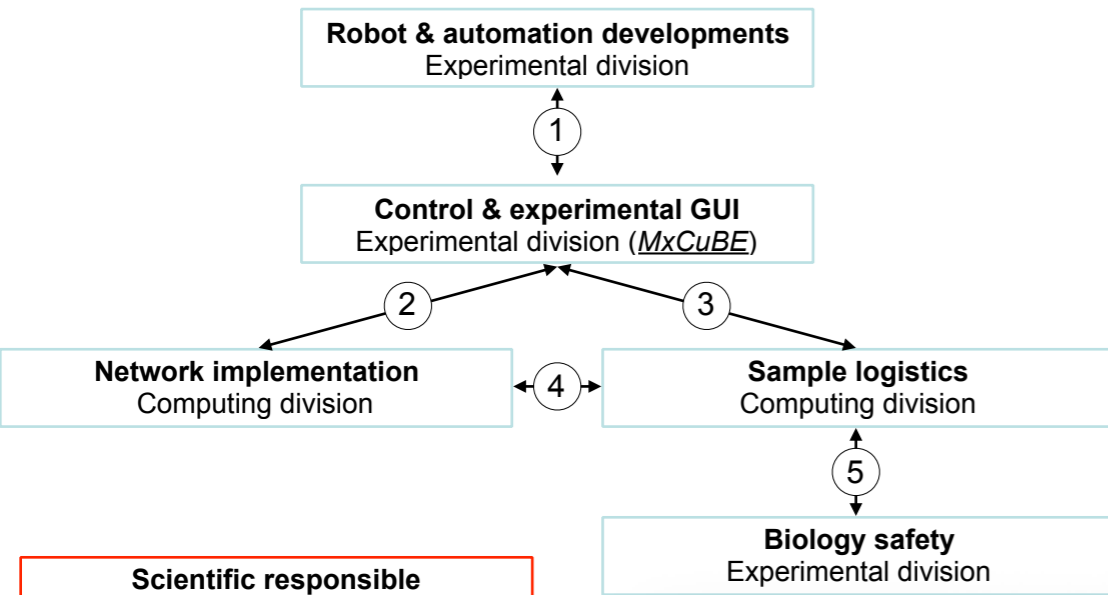 Robot & automation developments
Experimental division
1
Control & experimental GUI
Experimental division (MxCuBE)
2
3
Network implementation
Computing division
4
Sample logistics
Computing division
5
Biology safety
Experimental division
Scientific responsible